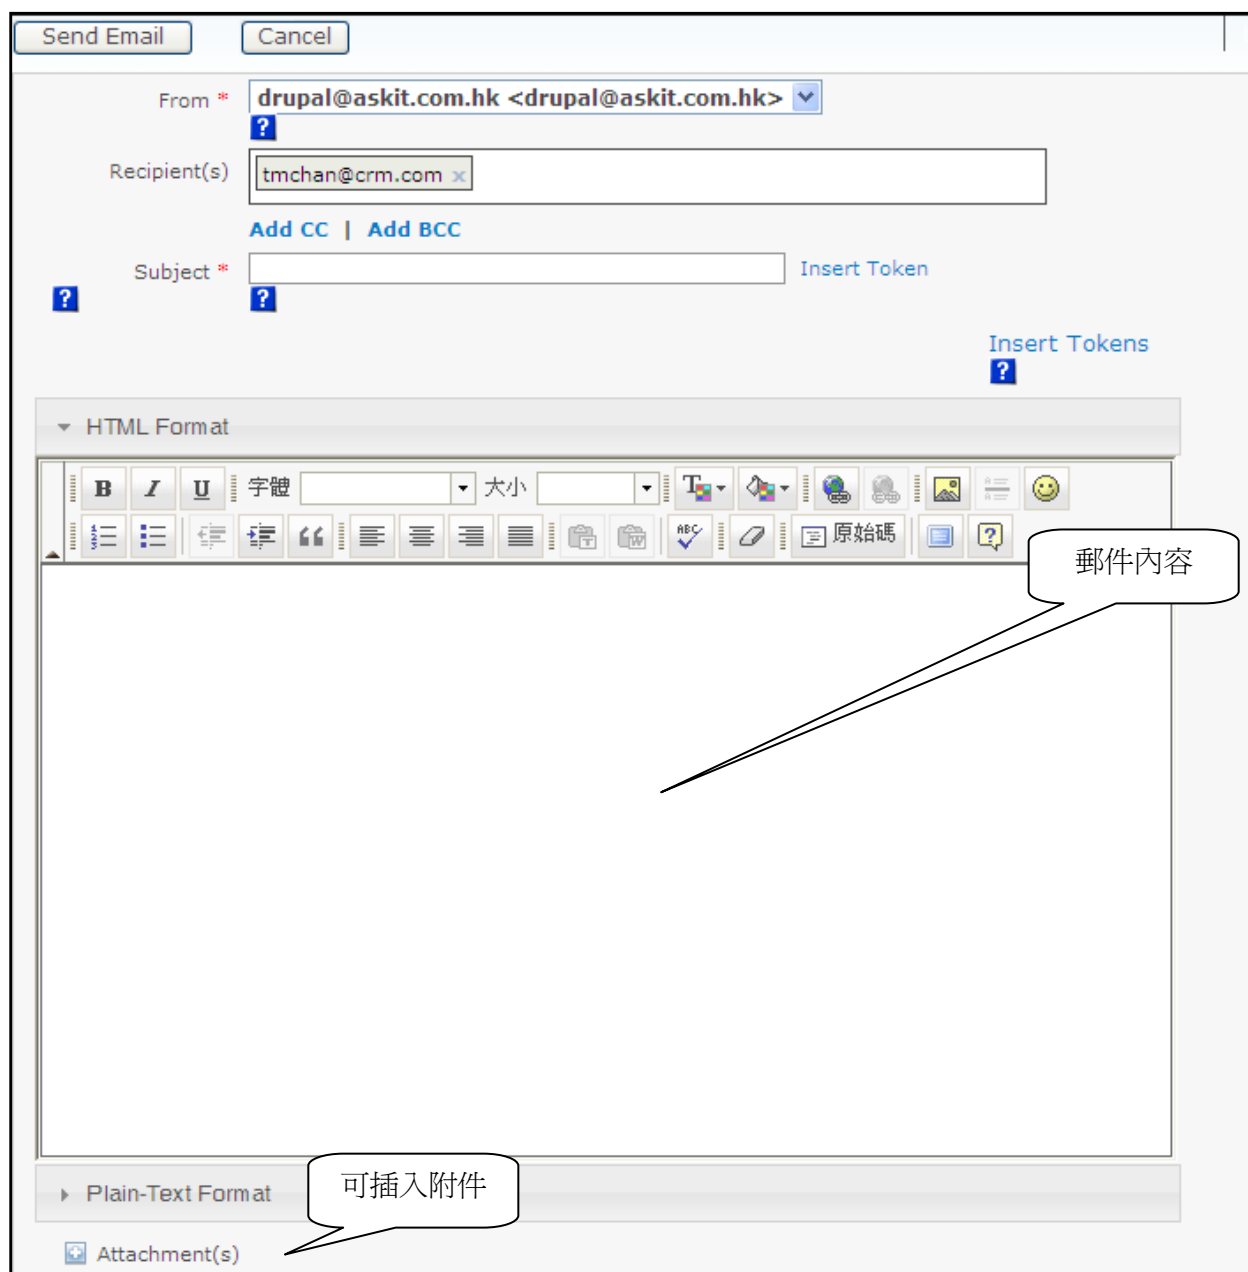 Send Email Cancel
From * drupal@askit.com.hk <drupal@askit.com.hk>
?
Recipient(s) tmchan@crm.com x
Add CC | Add BCC
Subject * Insert Token
? ?
Insert Tokens
?
HTML Format
B I U 字體 大小
ABC 原始碼
郵件內容
Plain-Text Format
可插入附件
Attachment(s)